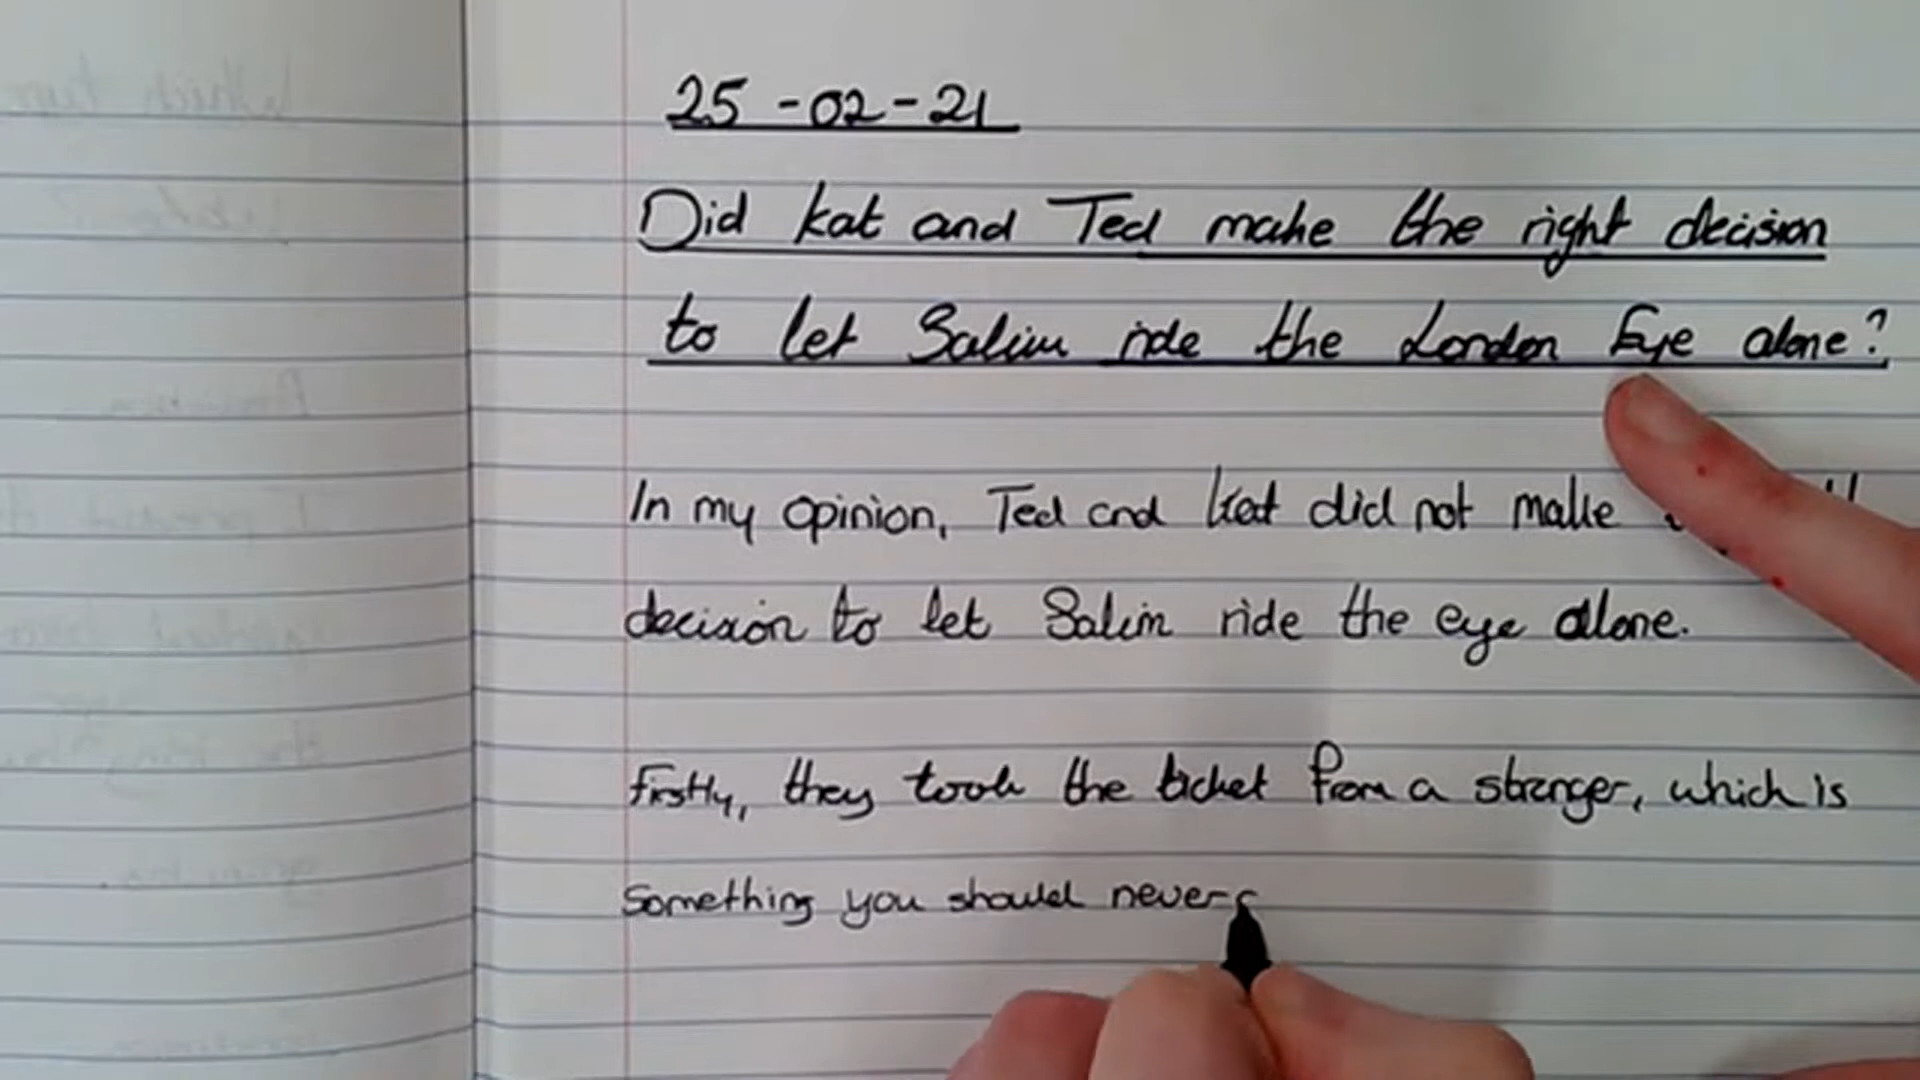 25-02-21
Did kat and Ted make the right decision
to let Salim ride the London Eye alone?
In my opinion, Ted and Kat did not make
decision to let Salim ride the eye alone.
firstly, they took the ticket from a stranger, which is
Something you should never